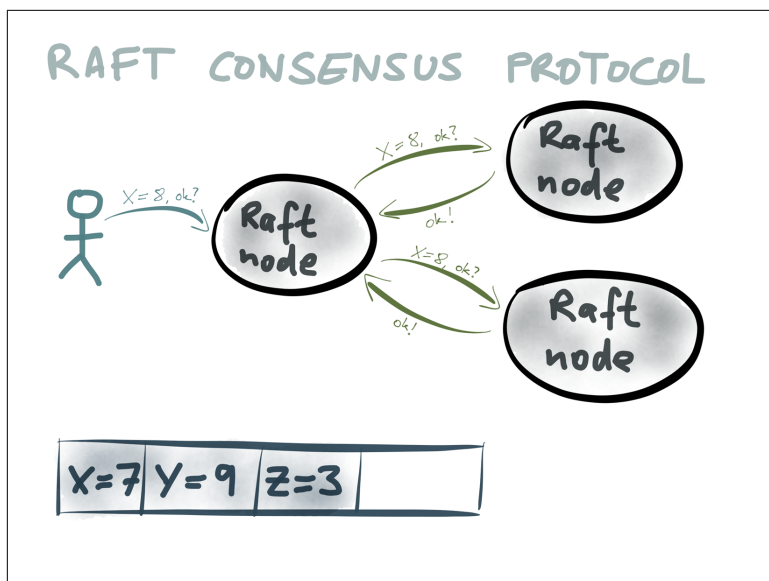 RAFT CONSENSUS PROTOCOL
X=8, ok?
Raft
node
X=8, ok?
ok!
Raft
node
X=8, ok?
ok!
Raft
node
X=7 Y=9 Z=3